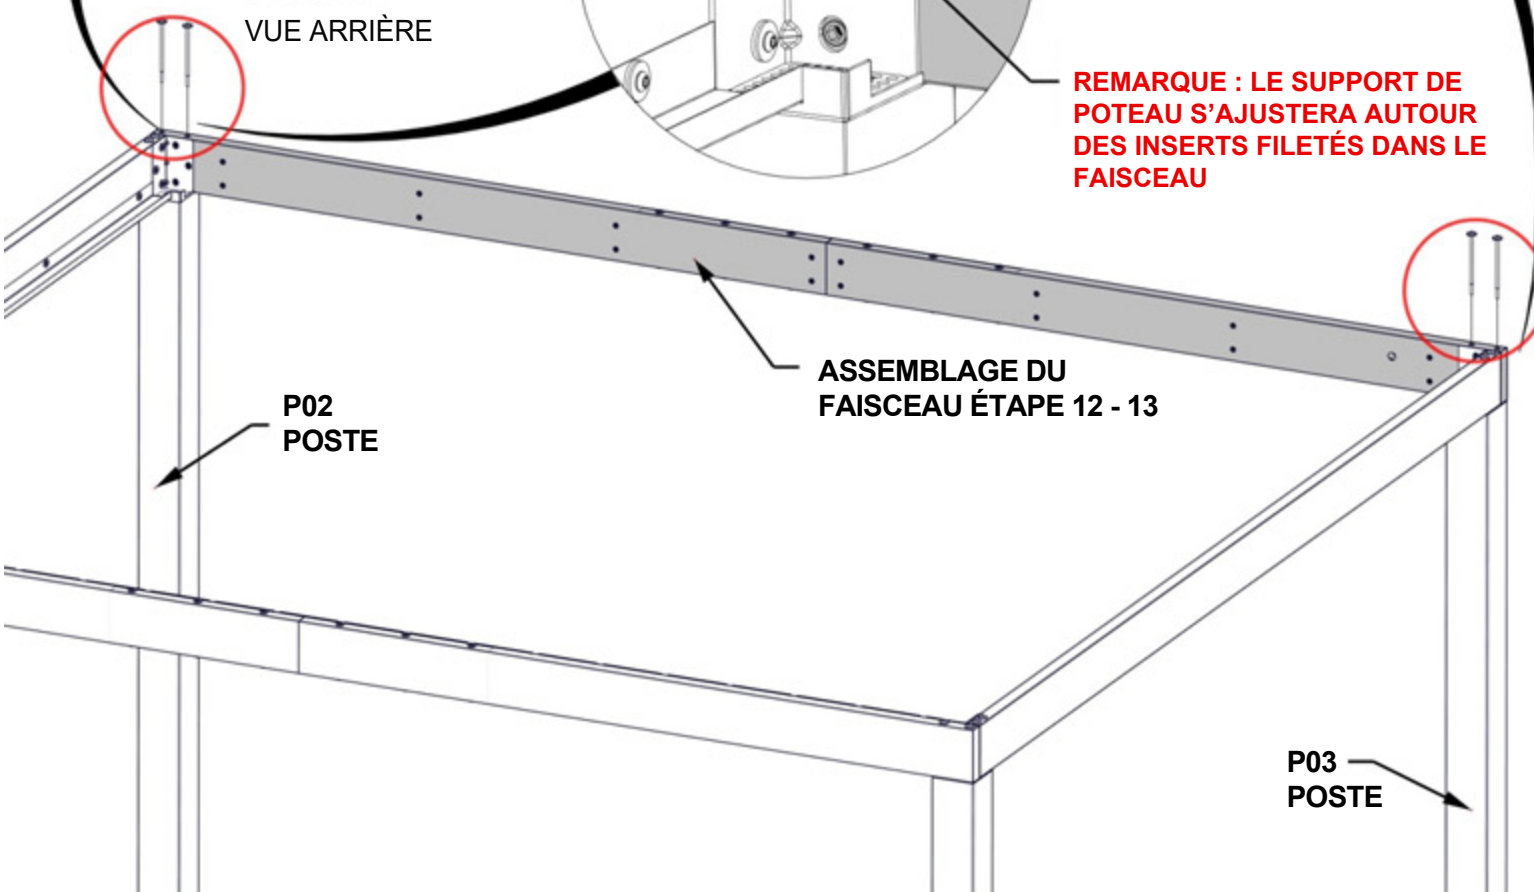 VUE ARRIÈRE
REMARQUE : LE SUPPORT DE
POTEAU S'AJUSTERA AUTOUR
DES INSERTS FILETÉS DANS LE
FAISCEAU
ASSEMBLAGE DU
FAISCEAU ÉTAPE 12 - 13
P02
POSTE
P03
POSTE